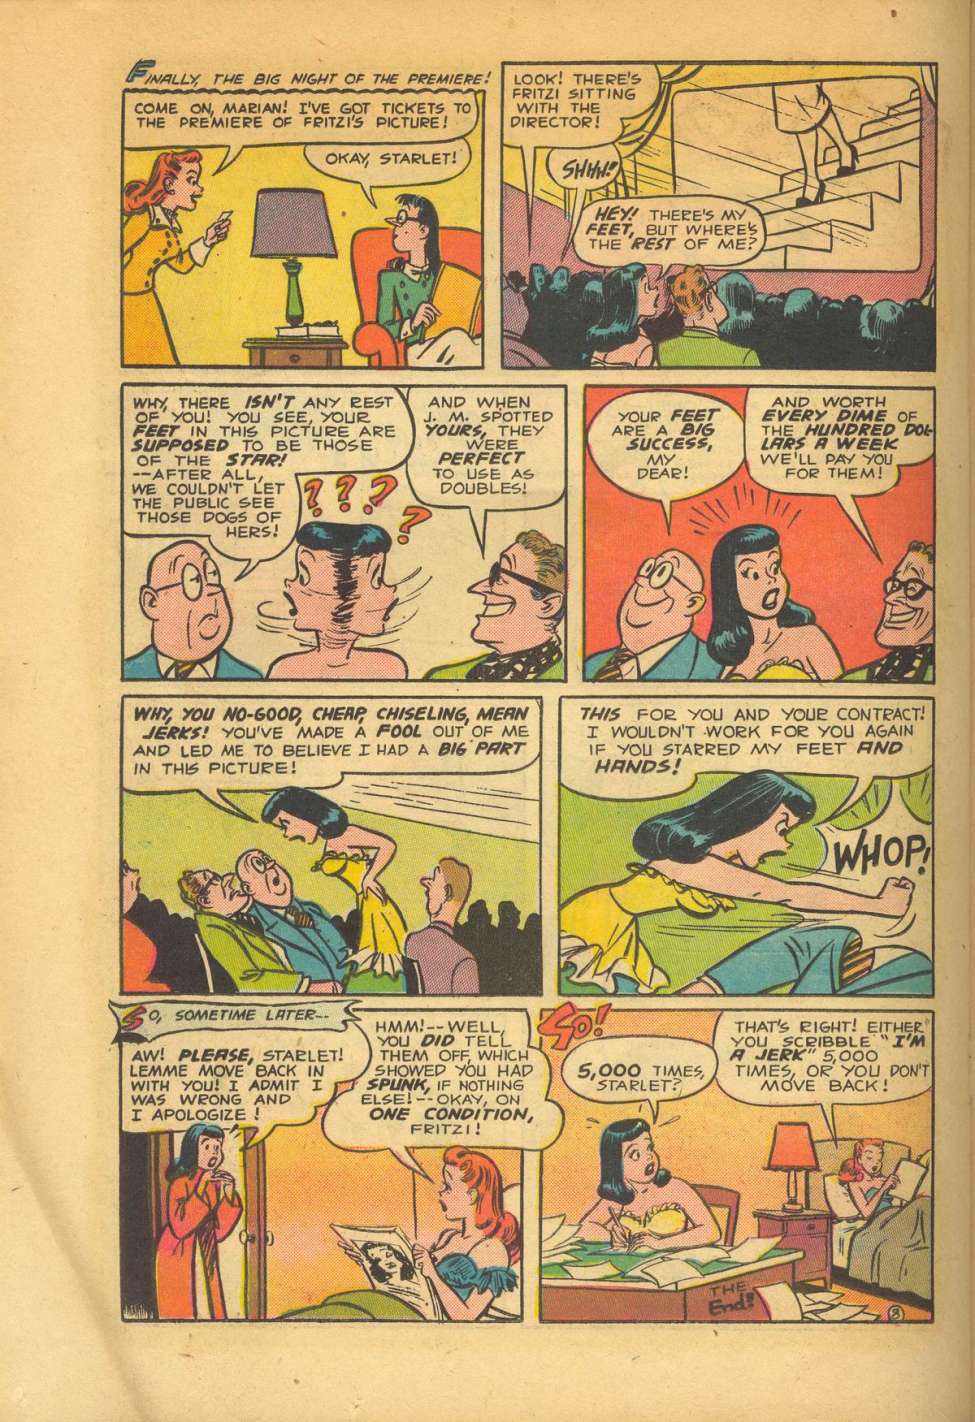 FINALLY, THE BIG NIGHT OF THE PREMIERE!
COME ON, MARIAN! I'VE GOT TICKETS TO
THE PREMIERE OF FRITZI'S PICTURE!
OKAY, STARLET!
LOOK! THERE'S
FRITZI SITTING
WITH THE
DIRECTOR!
SHHH!
HEY! THERE'S MY
FEET, BUT WHERE'S
THE REST OF ME?
WHY, THERE ISN'T ANY REST
OF YOU! YOU SEE, YOUR
FEET IN THIS PICTURE ARE
SUPPOSED TO BE THOSE
OF THE STAR!
--AFTER ALL,
WE COULDN'T LET
THE PUBLIC SEE
THOSE DOGS OF
HERS!
? ? ? ?
AND WHEN
J. M. SPOTTED
YOURS, THEY
WERE
PERFECT
TO USE AS
DOUBLES!
YOUR FEET
ARE A BIG
SUCCESS,
MY
DEAR!
AND WORTH
EVERY DIME OF
THE HUNDRED DOL-
LARS A WEEK
WE'LL PAY YOU
FOR THEM!
WHY, YOU NO-GOOD, CHEAP, CHISELING, MEAN
JERKS! YOU'VE MADE A FOOL OUT OF ME
AND LED ME TO BELIEVE I HAD A BIG PART
IN THIS PICTURE!
THIS FOR YOU AND YOUR CONTRACT!
I WOULDN'T WORK FOR YOU AGAIN
IF YOU STARRED MY FEET AND
HANDS!
WHOP!
SO, SOMETIME LATER--
AW! PLEASE, STARLET!
LEMME MOVE BACK IN
WITH YOU! I ADMIT I
WAS WRONG AND
I APOLOGIZE!
HMM!--WELL,
YOU DID TELL
THEM OFF, WHICH
SHOWED YOU HAD
SPUNK, IF NOTHING
ELSE!--OKAY, ON
ONE CONDITION,
FRITZI!
SO!
5,000 TIMES,
STARLET?
THAT'S RIGHT! EITHER
YOU SCRIBBLE "I'M
A JERK" 5,000
TIMES, OR YOU DON'T
MOVE BACK!
THE
End!
8